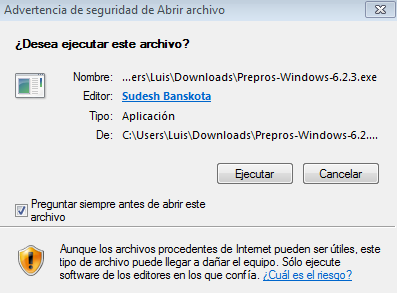 Advertencia de seguridad de Abrir archivo
¿Desea ejecutar este archivo?
Nombre: ...ers\Luis\Downloads\Prepros-Windows-6.2.3.exe
Editor: Sudesh Banskota
Tipo: Aplicación
De: C:\Users\Luis\Downloads\Prepros-Windows-6.2....
Ejecutar Cancelar
Preguntar siempre antes de abrir este
archivo
Aunque los archivos procedentes de Internet pueden ser útiles, este
tipo de archivo puede llegar a dañar el equipo. Sólo ejecute
software de los editores en los que confía. ¿Cuál es el riesgo?